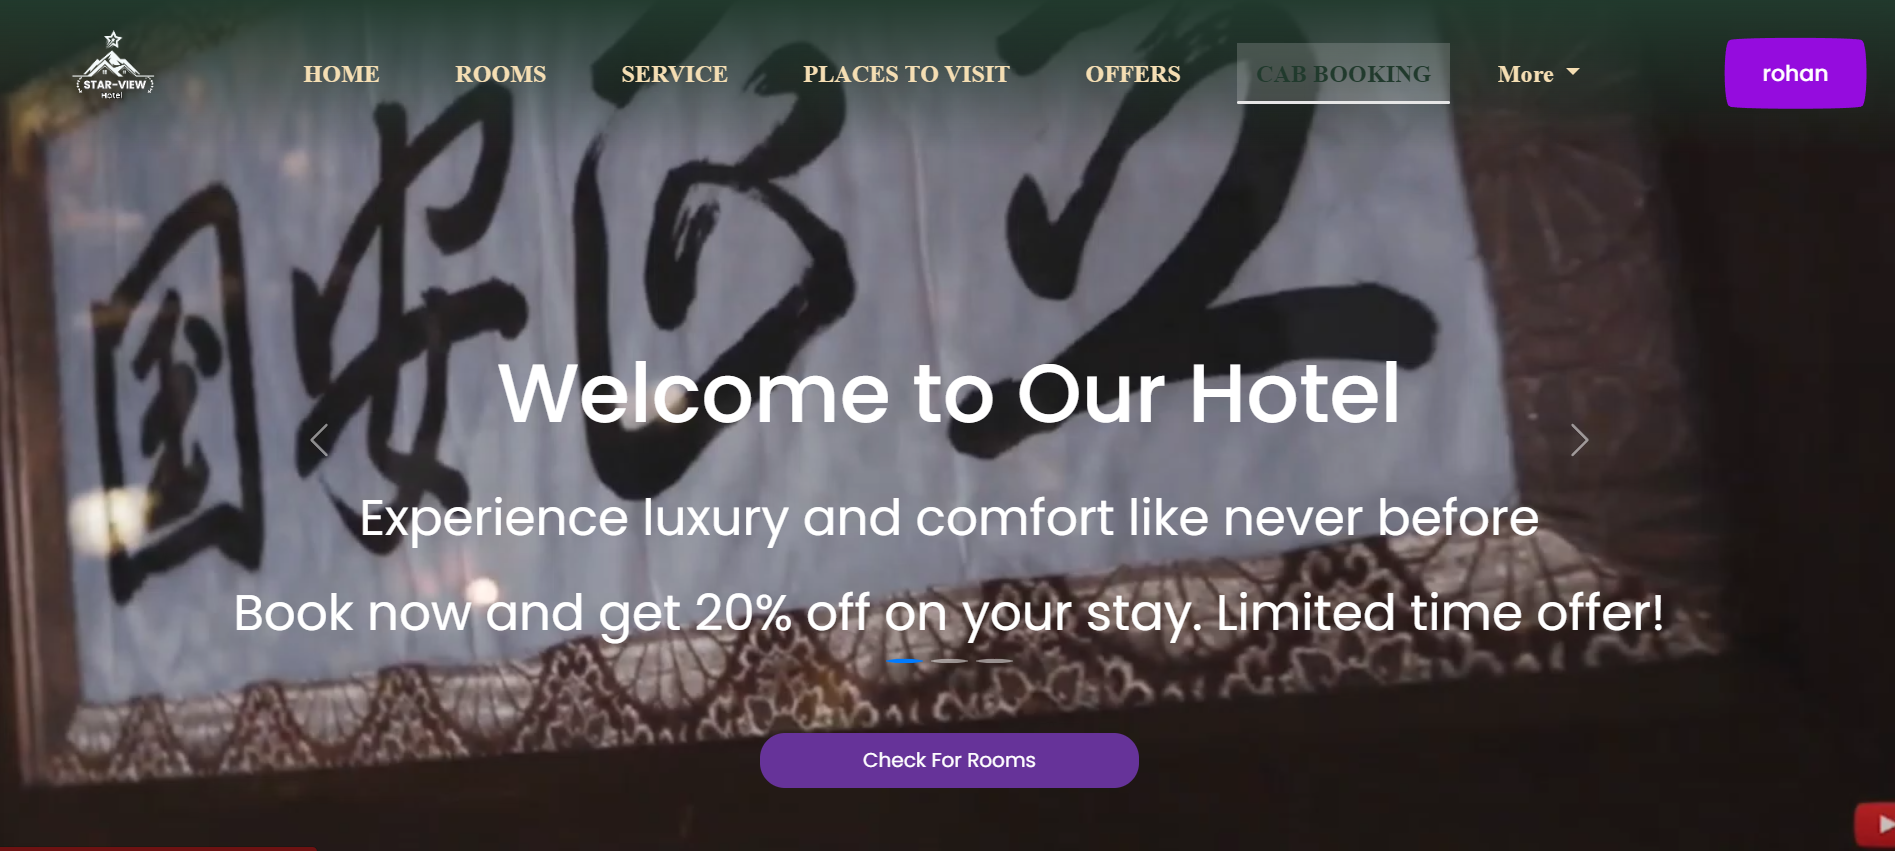 STAR-VIEW
Hotel
HOME
ROOMS
SERVICE
PLACES TO VISIT
OFFERS
CAB BOOKING
More
rohan
国安
Welcome to Our Hotel
Experience luxury and comfort like never before
Book now and get 20% off on your stay. Limited time offer!
Check For Rooms